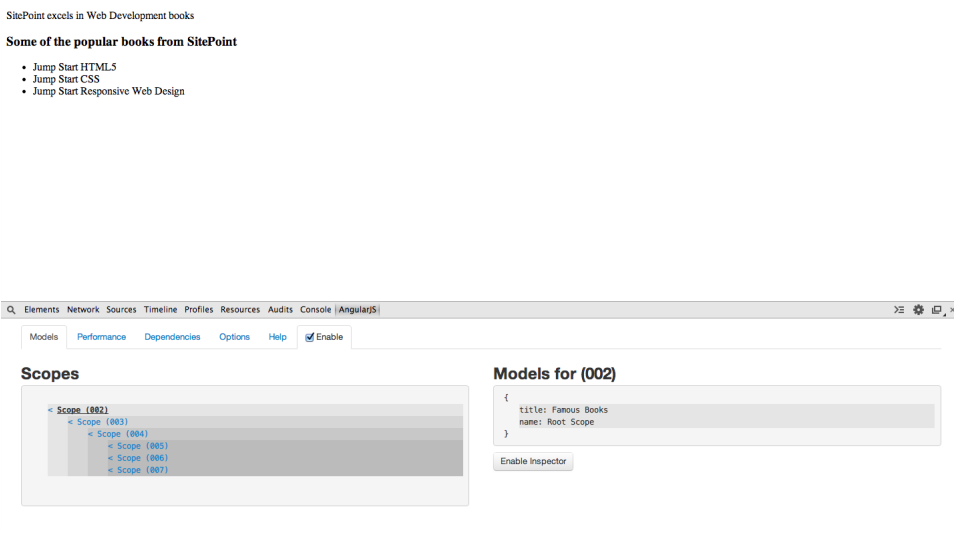 SitePoint excels in Web Development books
Some of the popular books from SitePoint
• Jump Start HTML5
• Jump Start CSS
• Jump Start Responsive Web Design
Elements Network Sources Timeline Profiles Resources Audits Console AngularJS
Models Performance Dependencies Options Help Enable
Scopes
< Scope (002)
< Scope (003)
< Scope (004)
< Scope (005)
< Scope (006)
< Scope (007)
Models for (002)
{
title: Famous Books
name: Root Scope
}
Enable Inspector